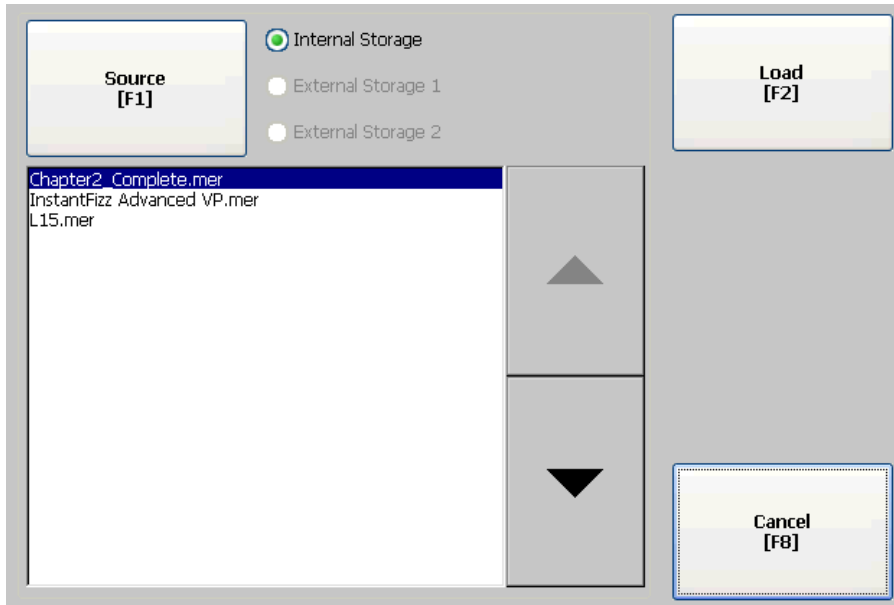 Source
[F1]
Internal Storage
External Storage 1
External Storage 2
Load
[F2]
Chapter2_Complete.mer
InstantFizz Advanced VP.mer
L15.mer
Cancel
[F8]